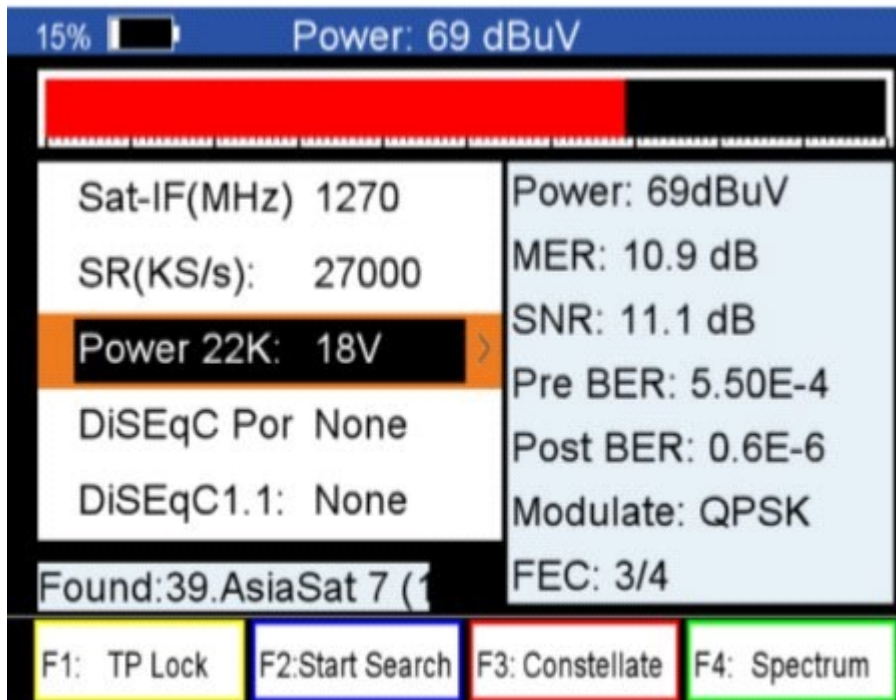 15% Power: 69 dBuV
Sat-IF(MHz) 1270
SR(KS/s): 27000
Power 22K: 18V >
DiSEqC Por None
DiSEqC1.1: None
Found:39.AsiaSat 7 (1
Power: 69dBuV
MER: 10.9 dB
SNR: 11.1 dB
Pre BER: 5.50E-4
Post BER: 0.6E-6
Modulate: QPSK
FEC: 3/4
F1: TP Lock F2:Start Search F3: Constellate F4: Spectrum